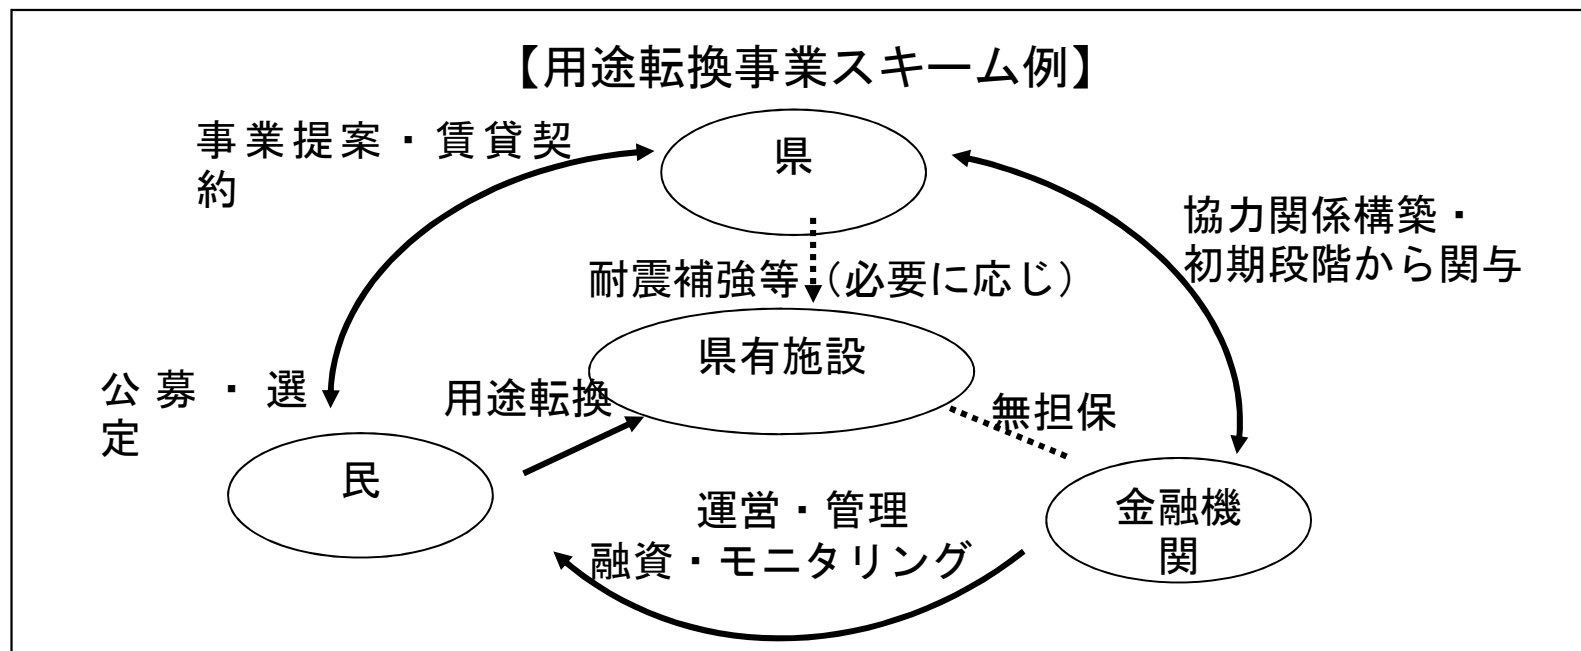 【用途転換事業スキーム例】
事業提案・賃貸契
約
県
協力関係構築・
初期段階から関与
耐震補強等（必要に応じ）
県有施設
公募・選
定
用途転換
無担保
民
運営・管理
融資・モニタリング
金融機
関